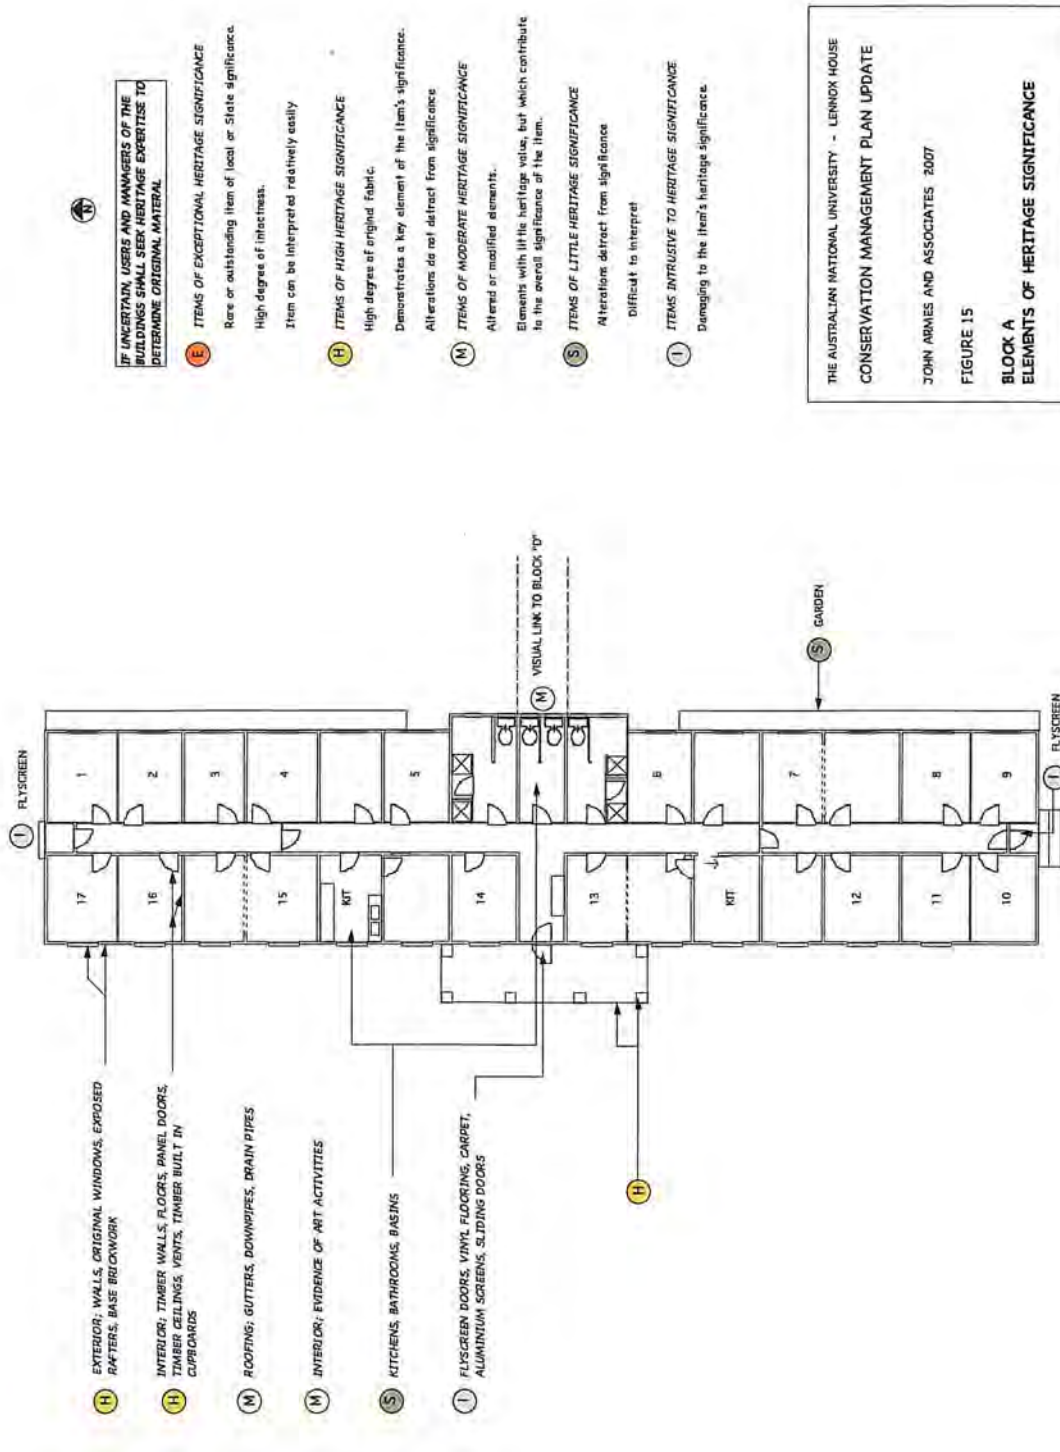 N
IF UNCERTAIN, USERS AND MANAGERS OF THE
BUILDINGS SHALL SEEK HERITAGE EXPERTISE TO
DETERMINE ORIGINAL MATERIAL
E
ITEMS OF EXCEPTIONAL HERITAGE SIGNIFICANCE
Rare or outstanding item of local or State significance.
High degree of intactness.
Item can be interpreted relatively easily
H
ITEMS OF HIGH HERITAGE SIGNIFICANCE
High degree of original fabric.
Demonstrates a key element of the item's significance.
Alterations do not detract from significance
M
ITEMS OF MODERATE HERITAGE SIGNIFICANCE
Altered or modified elements.
Elements with little heritage value, but which contribute
to the overall significance of the item.
S
ITEMS OF LITTLE HERITAGE SIGNIFICANCE
Alterations detract from significance
Difficult to interpret
I
ITEMS INTRUSIVE TO HERITAGE SIGNIFICANCE
Damaging to the item's heritage significance.
THE AUSTRALIAN NATIONAL UNIVERSITY - LENNOX HOUSE
CONSERVATION MANAGEMENT PLAN UPDATE
JOHN ARMES AND ASSOCIATES 2007
FIGURE 15
BLOCK A
ELEMENTS OF HERITAGE SIGNIFICANCE
I
FLYSCREEN
1
2
3
4
5
6
7
8
9
M
VISUAL LINK TO BLOCK "D"
S
GARDEN
I
FLYSCREEN
17
16
15
KIT
14
13
KIT
12
11
10
H
EXTERIOR; WALLS, ORIGINAL WINDOWS, EXPOSED
RAFTERS, BASE BRICKWORK
H
INTERIOR; TIMBER WALLS, FLOORS, PANEL DOORS,
TIMBER CEILINGS, VENTS, TIMBER BUILT IN
CUPBOARDS
M
ROOFING; GUTTERS, DOWNPIPES, DRAIN PIPES
M
INTERIOR; EVIDENCE OF ART ACTIVITIES
S
KITCHENS, BATHROOMS, BASINS
I
FLYSCREEN DOORS, VINYL FLOORING, CARPET,
ALUMINIUM SCREENS, SLIDING DOORS
H